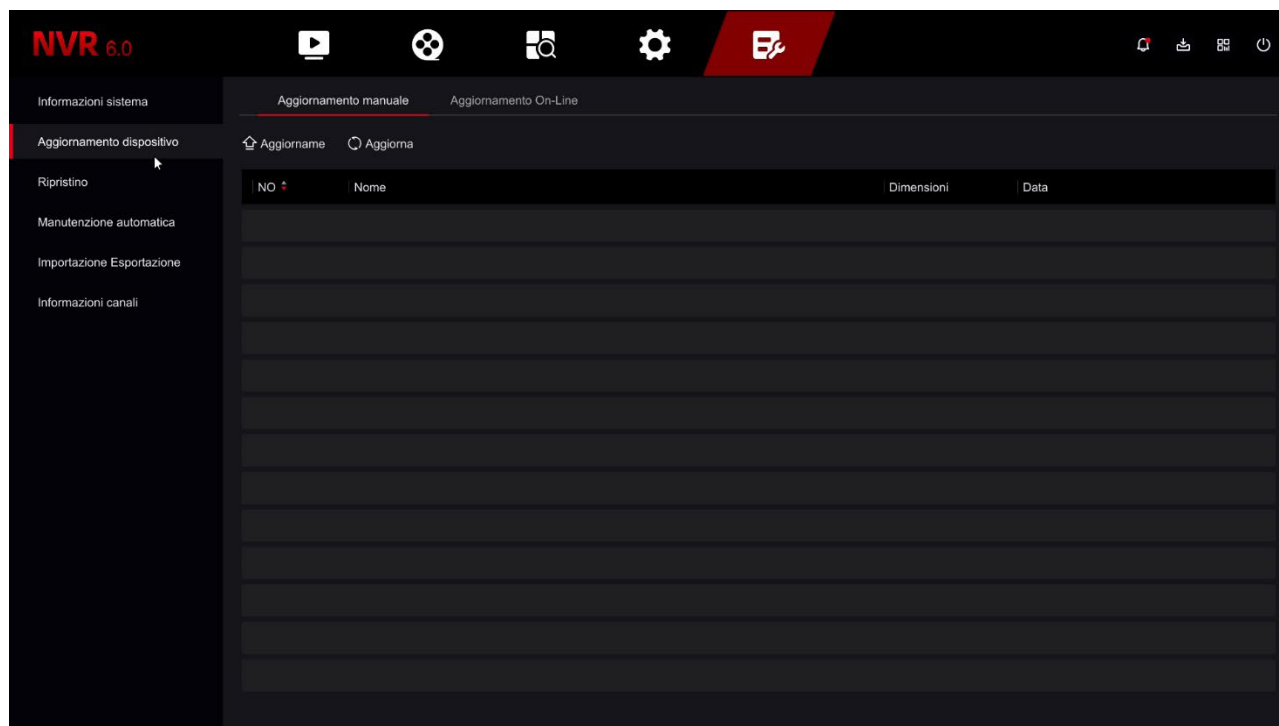 NVR 6.0
Informazioni sistema
Aggiornamento dispositivo
Ripristino
Manutenzione automatica
Importazione Esportazione
Informazioni canali
Aggiornamento manuale Aggiornamento On-Line
Aggiorname Aggiorna
NO Nome Dimensioni Data